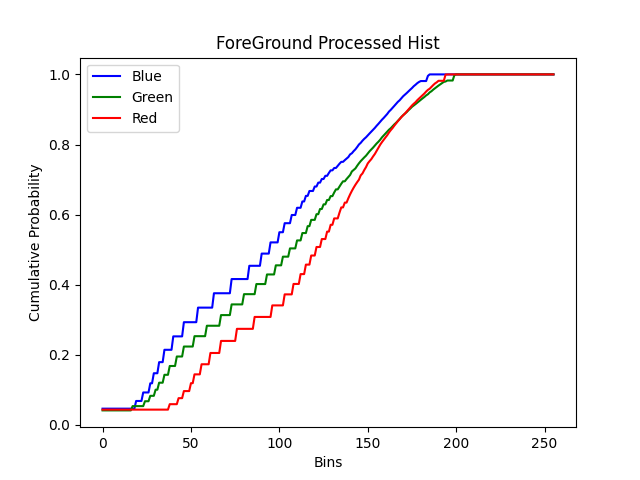 ForeGround Processed Hist
Blue
Green
Red
Cumulative Probability
1.0
0.8
0.6
0.4
0.2
0.0
0 50 100 150 200 250
Bins